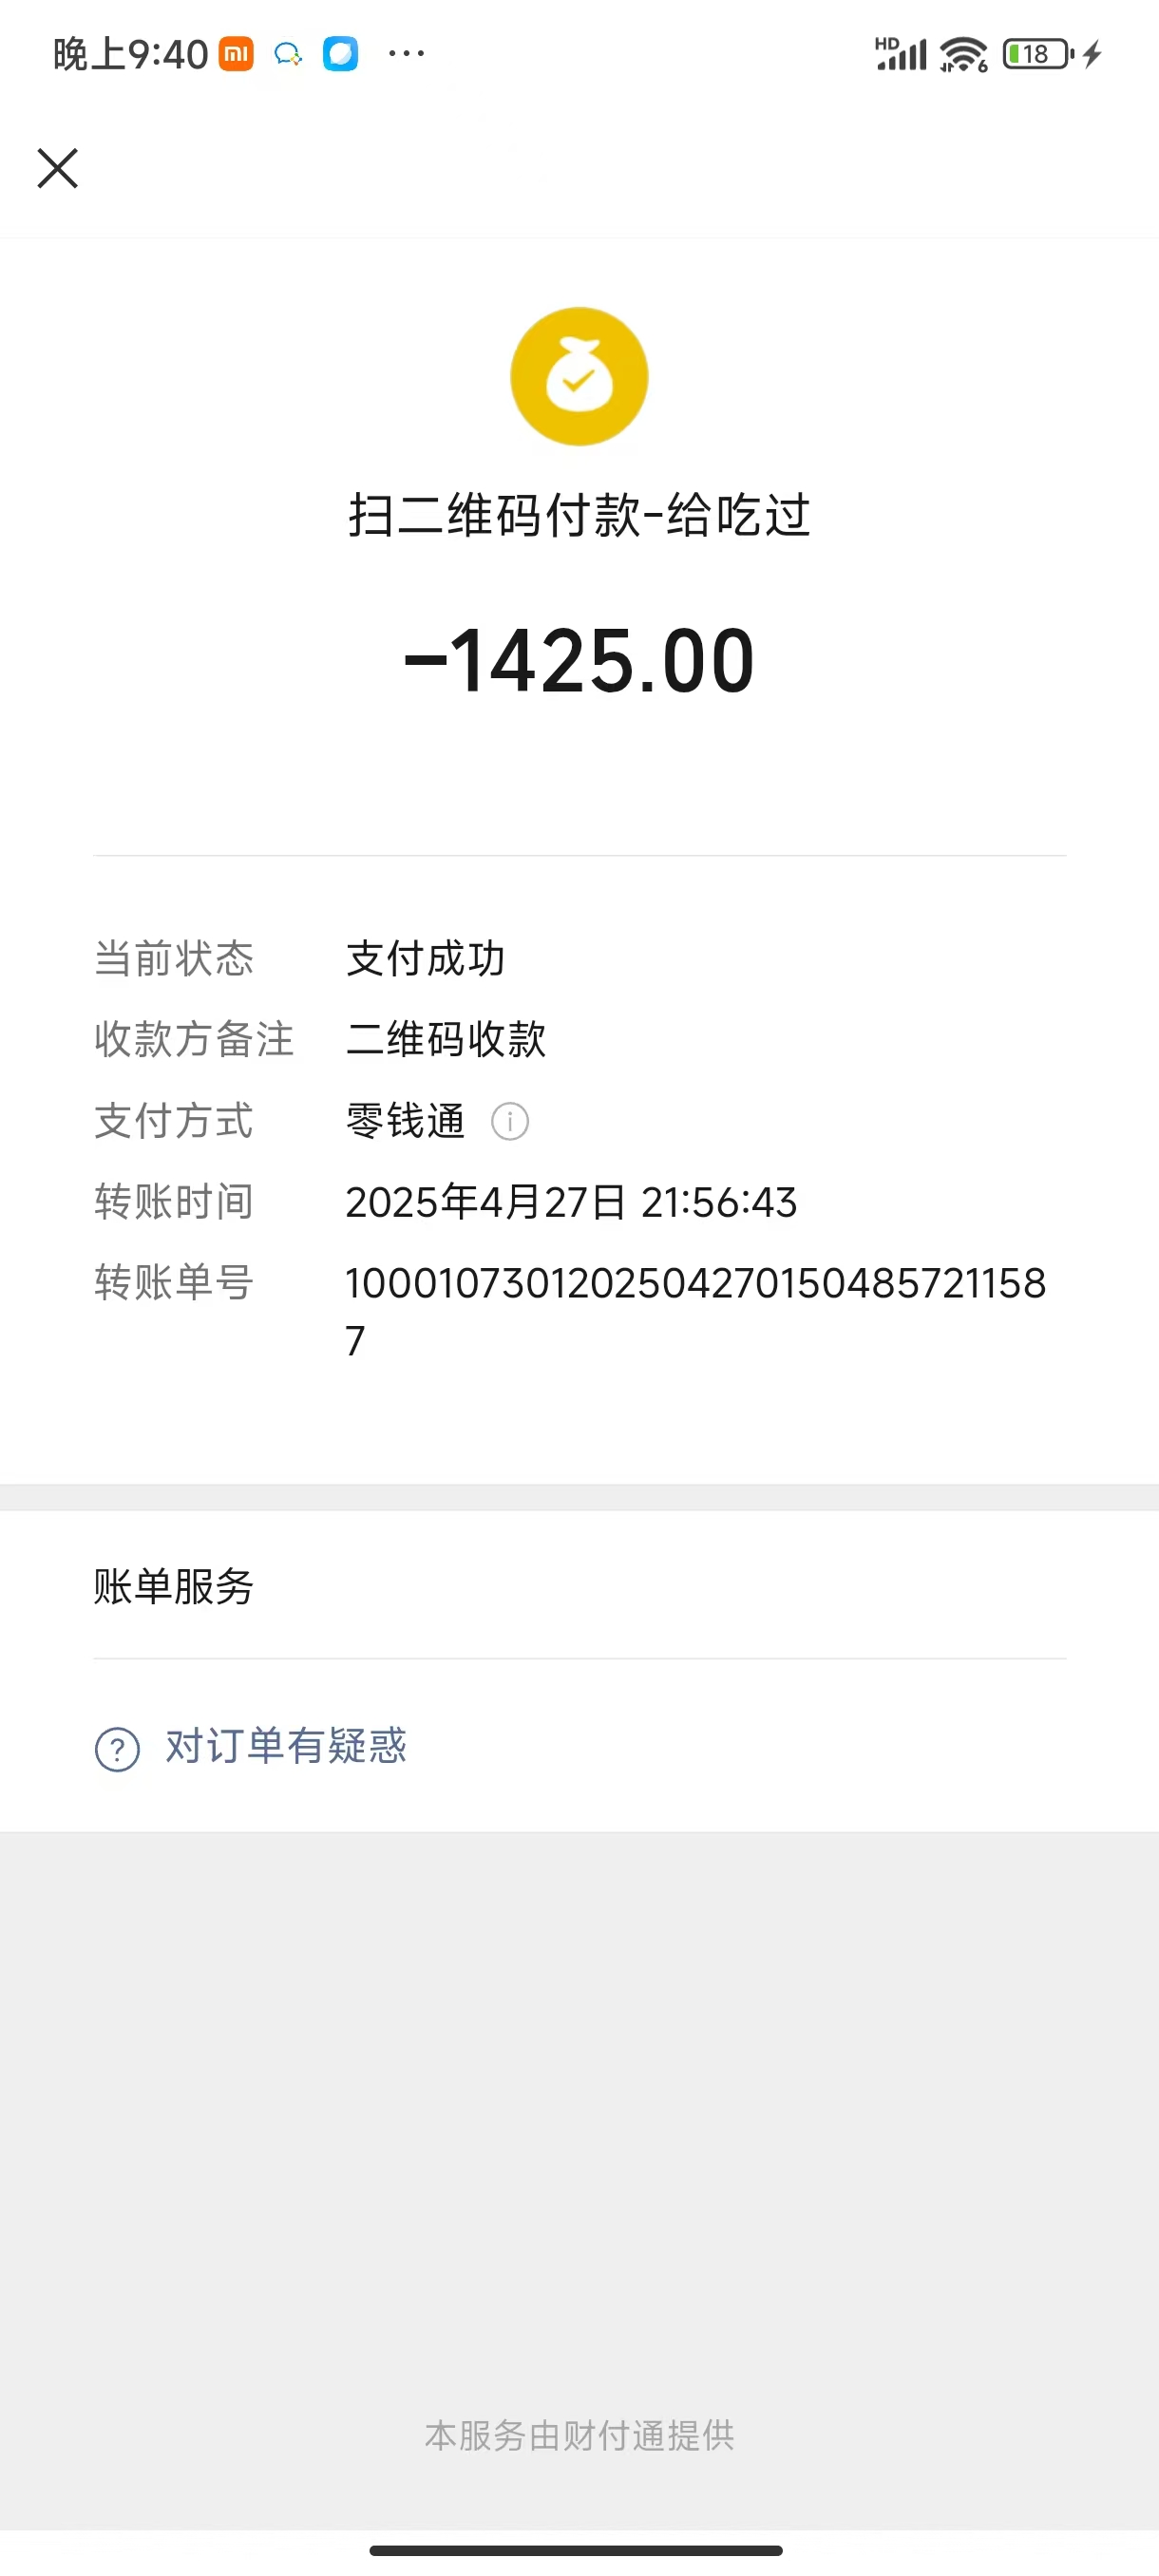 晚上9:40
HD 6 18
扫二维码付款-给吃过
-1425.00
当前状态 支付成功
收款方备注 二维码收款
支付方式 零钱通
转账时间 2025年4月27日 21:56:43
转账单号 1000107301202504270150485721158
7
账单服务
对订单有疑惑
本服务由财付通提供